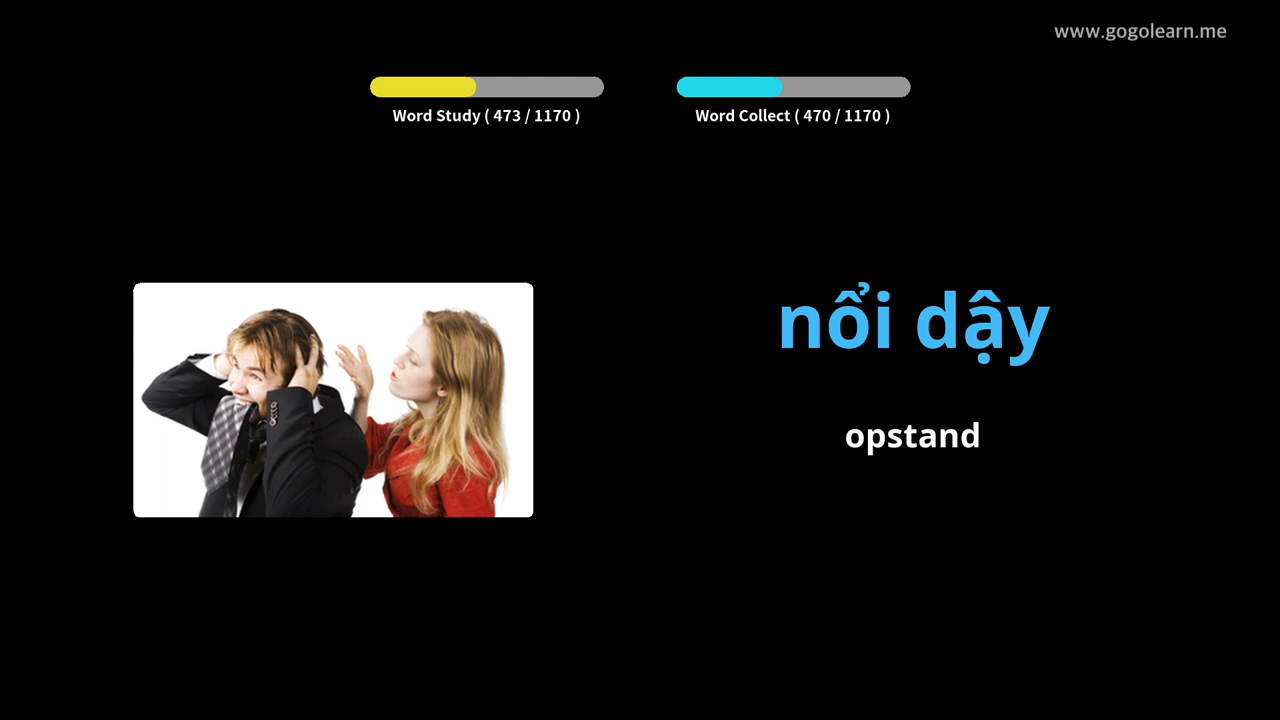 www.gogolearn.me
Word Study ( 473 / 1170 )
Word Collect ( 470 / 1170 )
nổi dậy
opstand